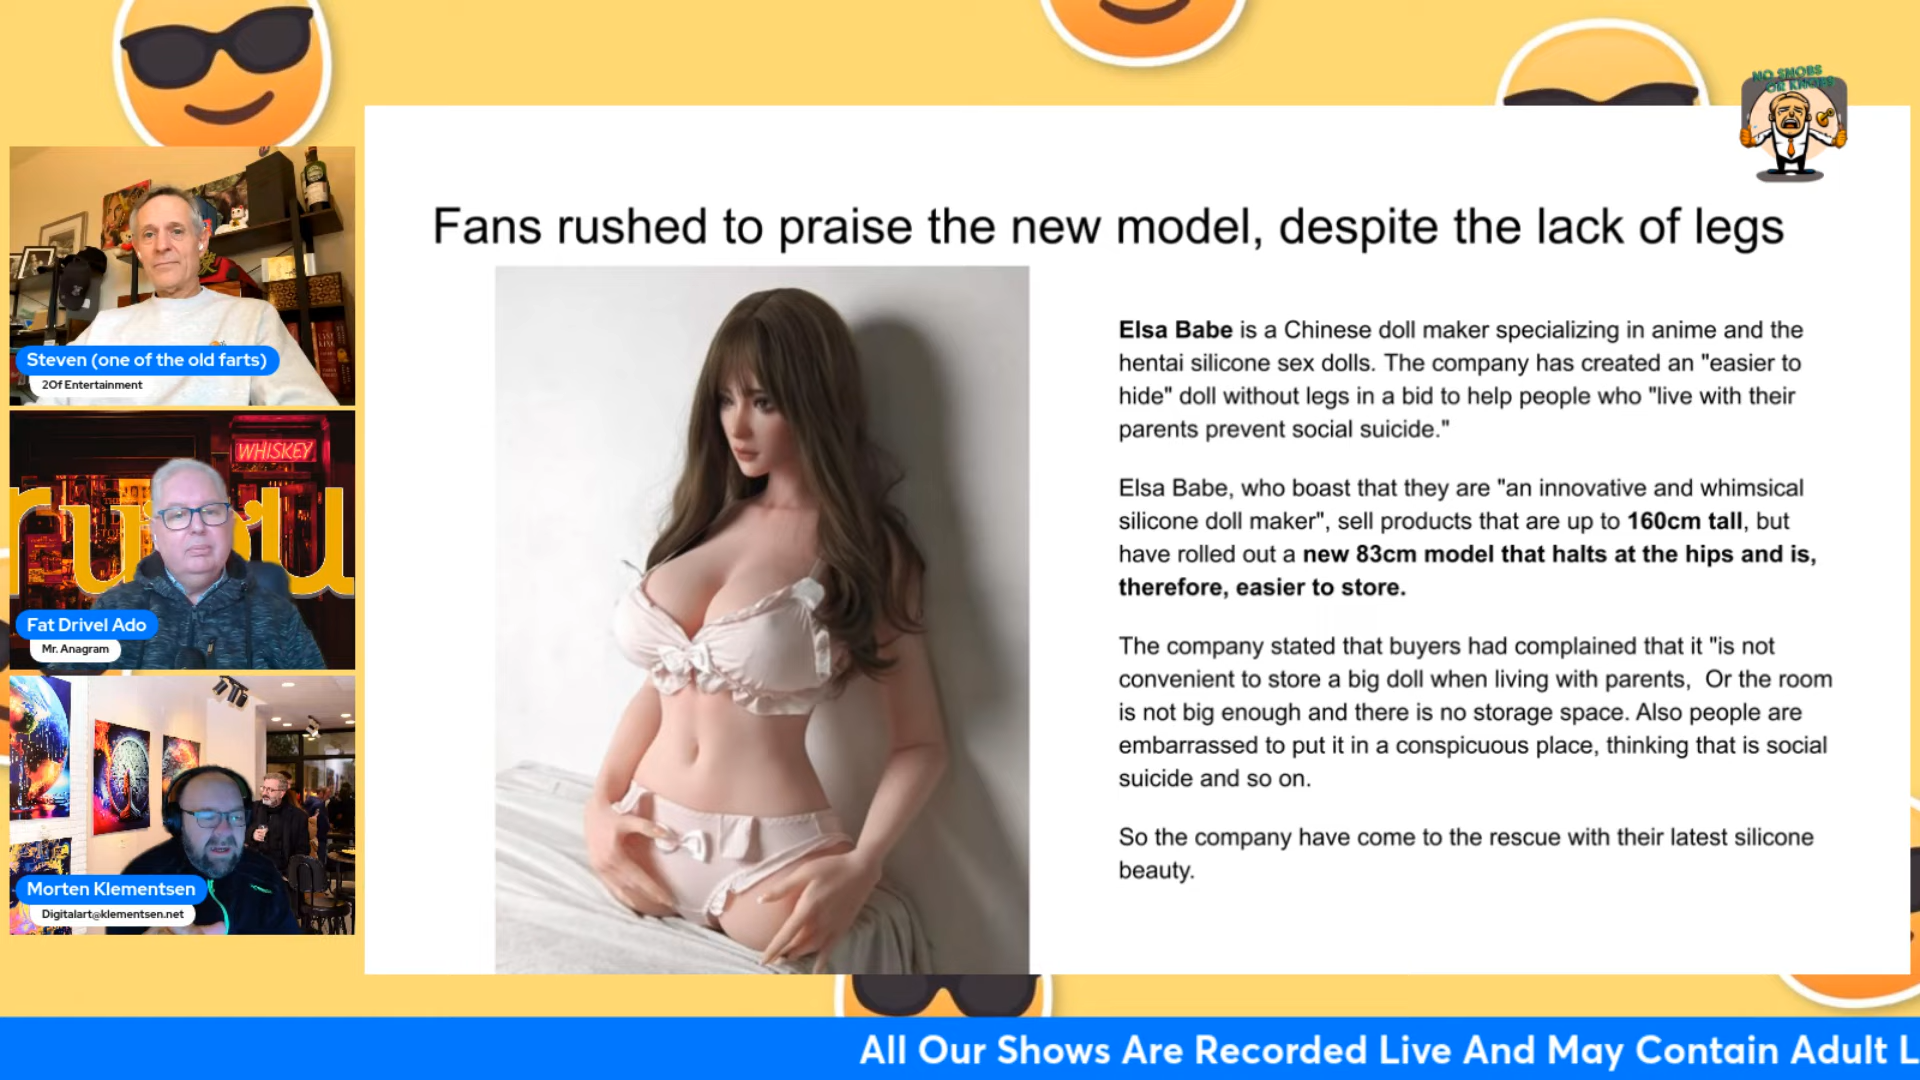 NO SNOBS
OR KNOBS
Fans rushed to praise the new model, despite the lack of legs
Elsa Babe is a Chinese doll maker specializing in anime and the
hentai silicone sex dolls. The company has created an "easier to
hide" doll without legs in a bid to help people who "live with their
parents prevent social suicide."
Elsa Babe, who boast that they are "an innovative and whimsical
silicone doll maker", sell products that are up to 160cm tall, but
have rolled out a new 83cm model that halts at the hips and is,
therefore, easier to store.
The company stated that buyers had complained that it "is not
convenient to store a big doll when living with parents,  Or the room
is not big enough and there is no storage space. Also people are
embarrassed to put it in a conspicuous place, thinking that is social
suicide and so on.
So the company have come to the rescue with their latest silicone
beauty.
Steven (one of the old farts)
2Of Entertainment
WHISKEY
Fat Drivel Ado
Mr. Anagram
Morten Klementsen
Digitalart@klementsen.net
All Our Shows Are Recorded Live And May Contain Adult L